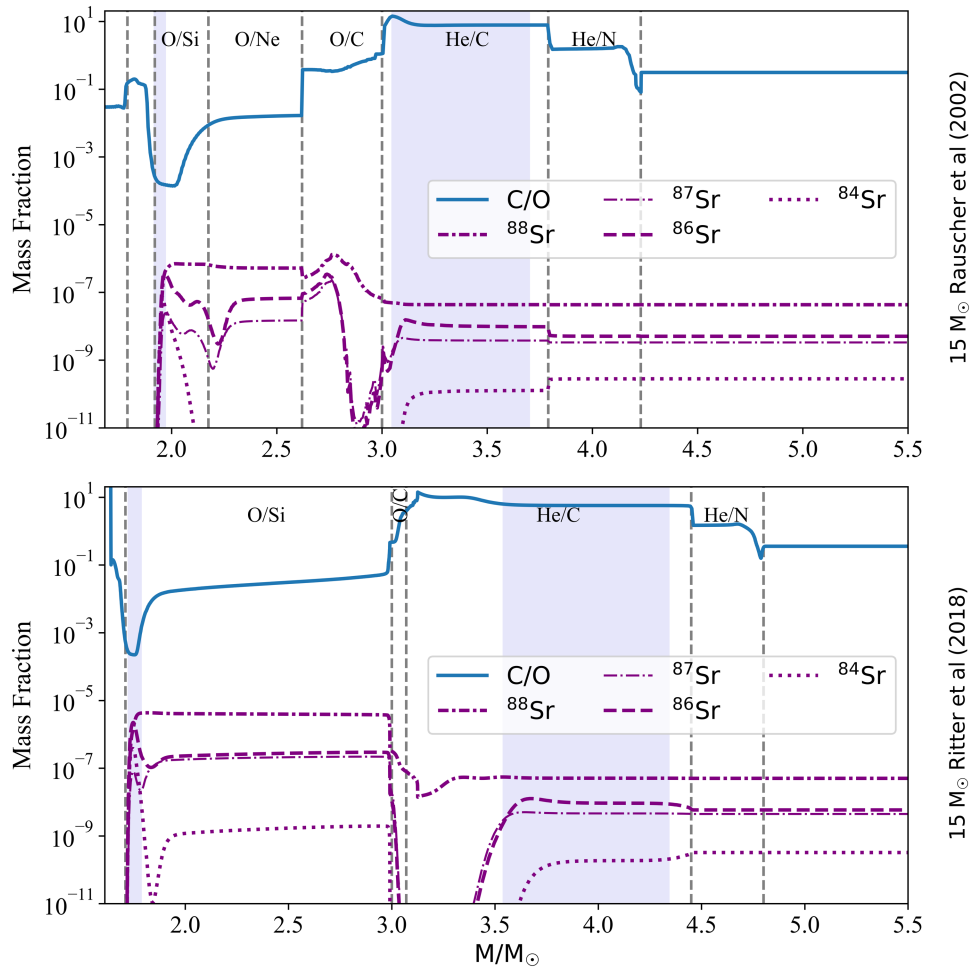 10^1
10^-1
10^-3
10^-5
10^-7
10^-9
10^-11
Mass Fraction
O/Si O/Ne O/C He/C He/N
C/O ^87Sr ^84Sr
^88Sr ^86Sr
2.0 2.5 3.0 3.5 4.0 4.5 5.0 5.5
15 M☉ Rauscher et al (2002)
10^1
10^-1
10^-3
10^-5
10^-7
10^-9
10^-11
Mass Fraction
O/Si O/C He/C He/N
C/O ^87Sr ^84Sr
^88Sr ^86Sr
2.0 2.5 3.0 3.5 4.0 4.5 5.0 5.5
M/M☉
15 M☉ Ritter et al (2018)